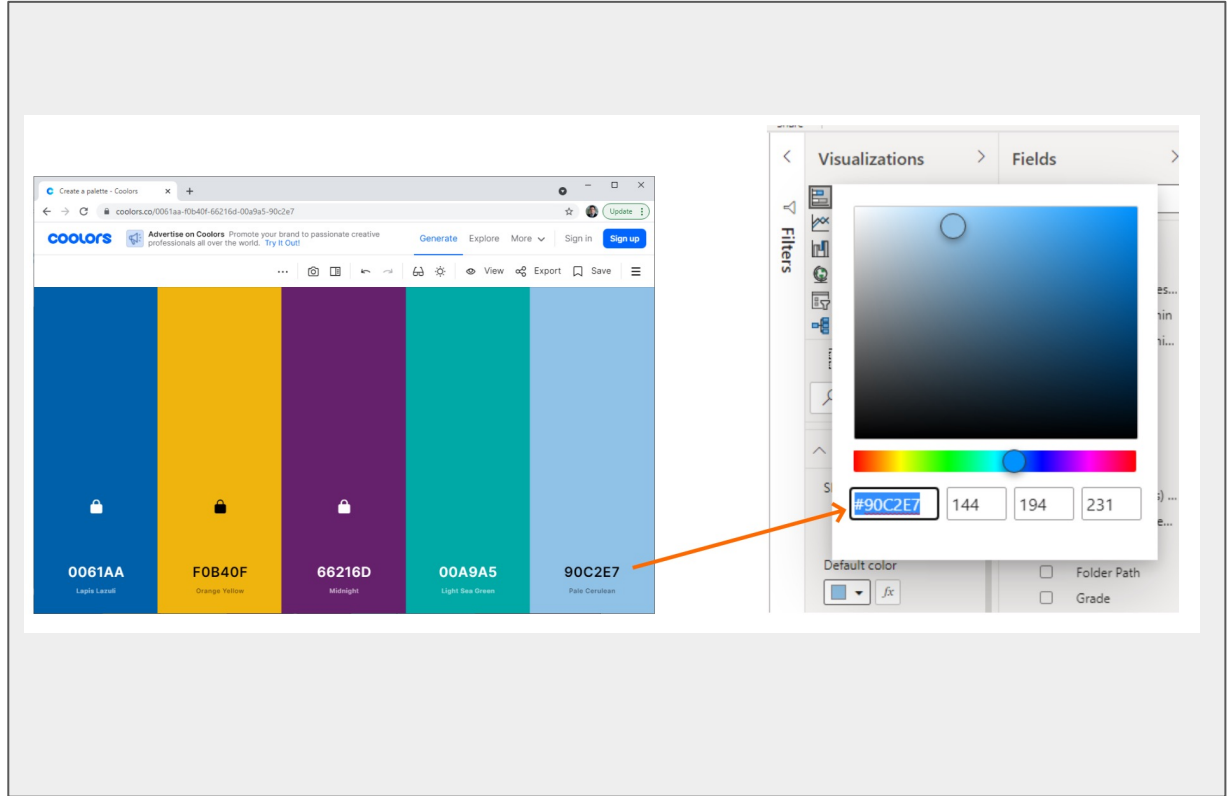 Create a palette - Coolors
coolors.co/0061aa-f0b40f-66216d-00a9a5-90c2e7
Update
coolors
Advertise on Coolors Promote your brand to passionate creative
professionals all over the world. Try It Out!
Generate Explore More Sign in Sign up
View Export Save
0061AA
Lapis Lazuli
F0B40F
Orange Yellow
66216D
Midnight
00A9A5
Light Sea Green
90C2E7
Pale Cerulean
Visualizations
Fields
Filters
#90C2E7 144 194 231
Default color
fx
Folder Path
Grade